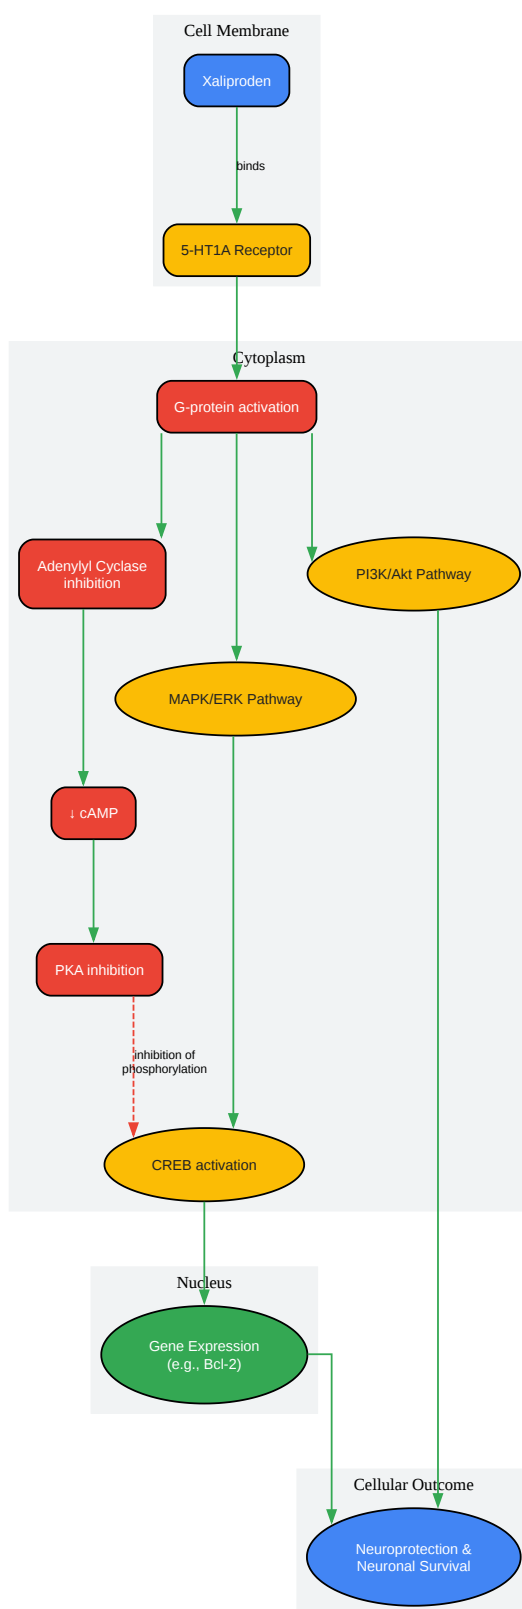 Cell Membrane
Xaliproden
binds
5-HT1A Receptor
Cytoplasm
G-protein activation
Adenylyl Cyclase
inhibition
PI3K/Akt Pathway
MAPK/ERK Pathway
↓ cAMP
PKA inhibition
inhibition of
phosphorylation
CREB activation
Nucleus
Gene Expression
(e.g., Bcl-2)
Cellular Outcome
Neuroprotection &
Neuronal Survival